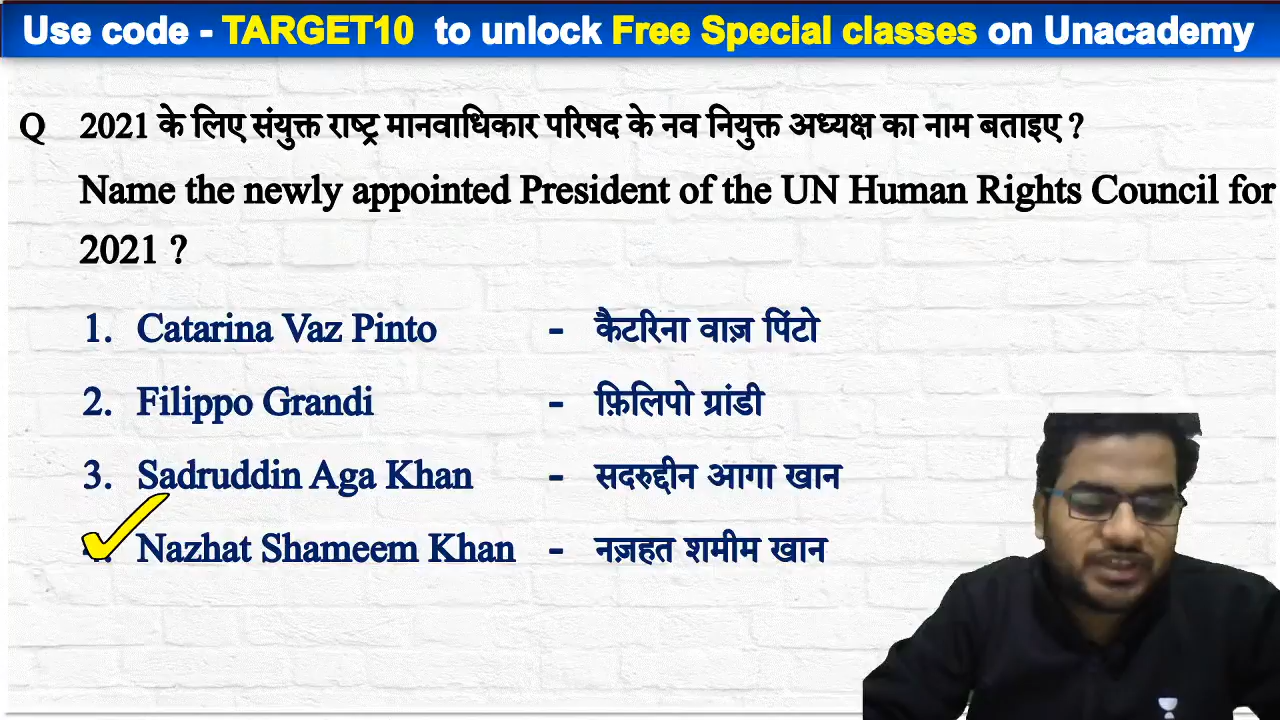 Use code - TARGET10 to unlock Free Special classes on Unacademy
Q 2021 के लिए संयुक्त राष्ट्र मानवाधिकार परिषद के नव नियुक्त अध्यक्ष का नाम बताइए ?
Name the newly appointed President of the UN Human Rights Council for
2021 ?
1. Catarina Vaz Pinto - कैटरिना वाज़ पिंटो
2. Filippo Grandi - फ़िलिपो ग्रांडी
3. Sadruddin Aga Khan - सदरुद्दीन आगा खान
Nazhat Shameem Khan - नज़हत शमीम खान